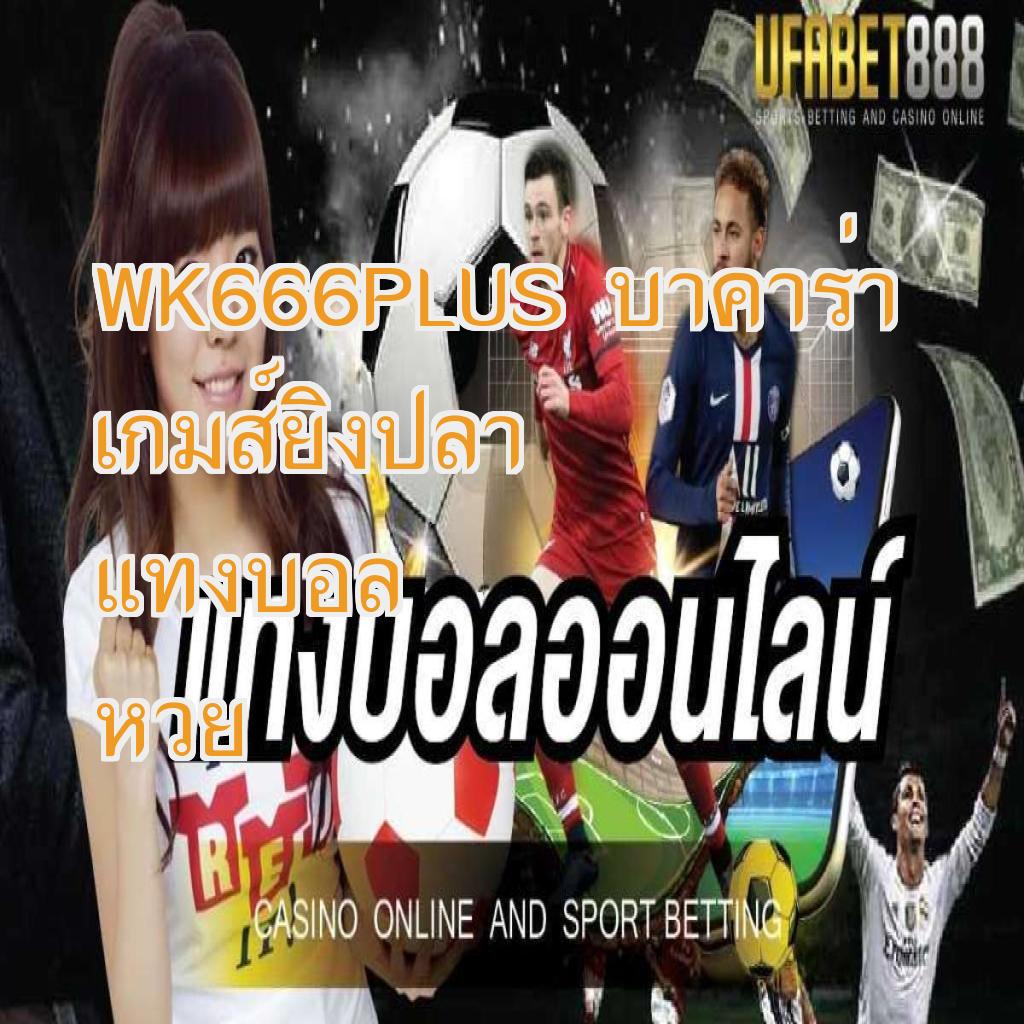 UFABET888
SPORTS BETTING AND CASINO ONLINE
WK666PLUS บาคาร่า
เกมส์ยิงปลา
แทงบอล
หวย
แทงบอลออนไลน์
CASINO ONLINE AND SPORT BETTING